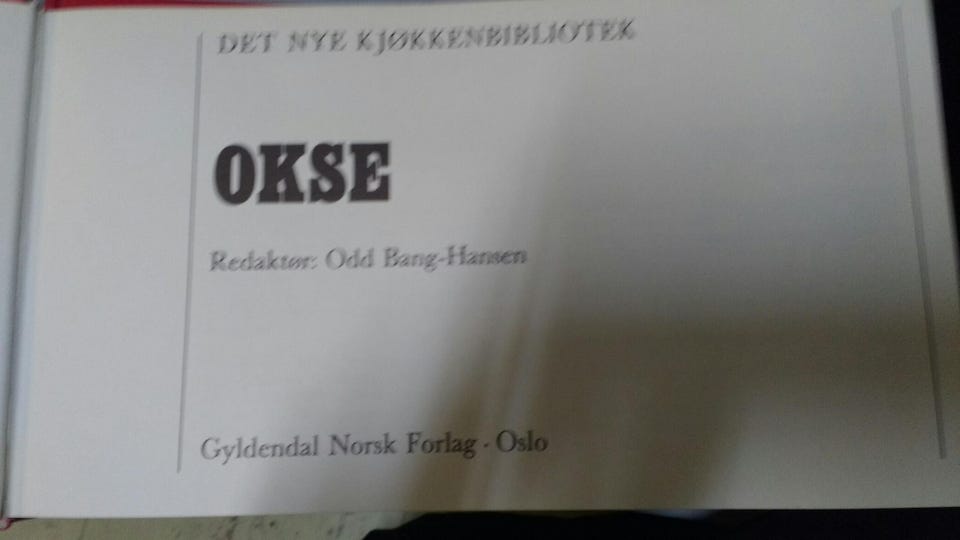 DET NYE KJØKKENBIBLIOTEK
OKSE
Redaktør: Odd Bang-Hansen
Gyldendal Norsk Forlag · Oslo